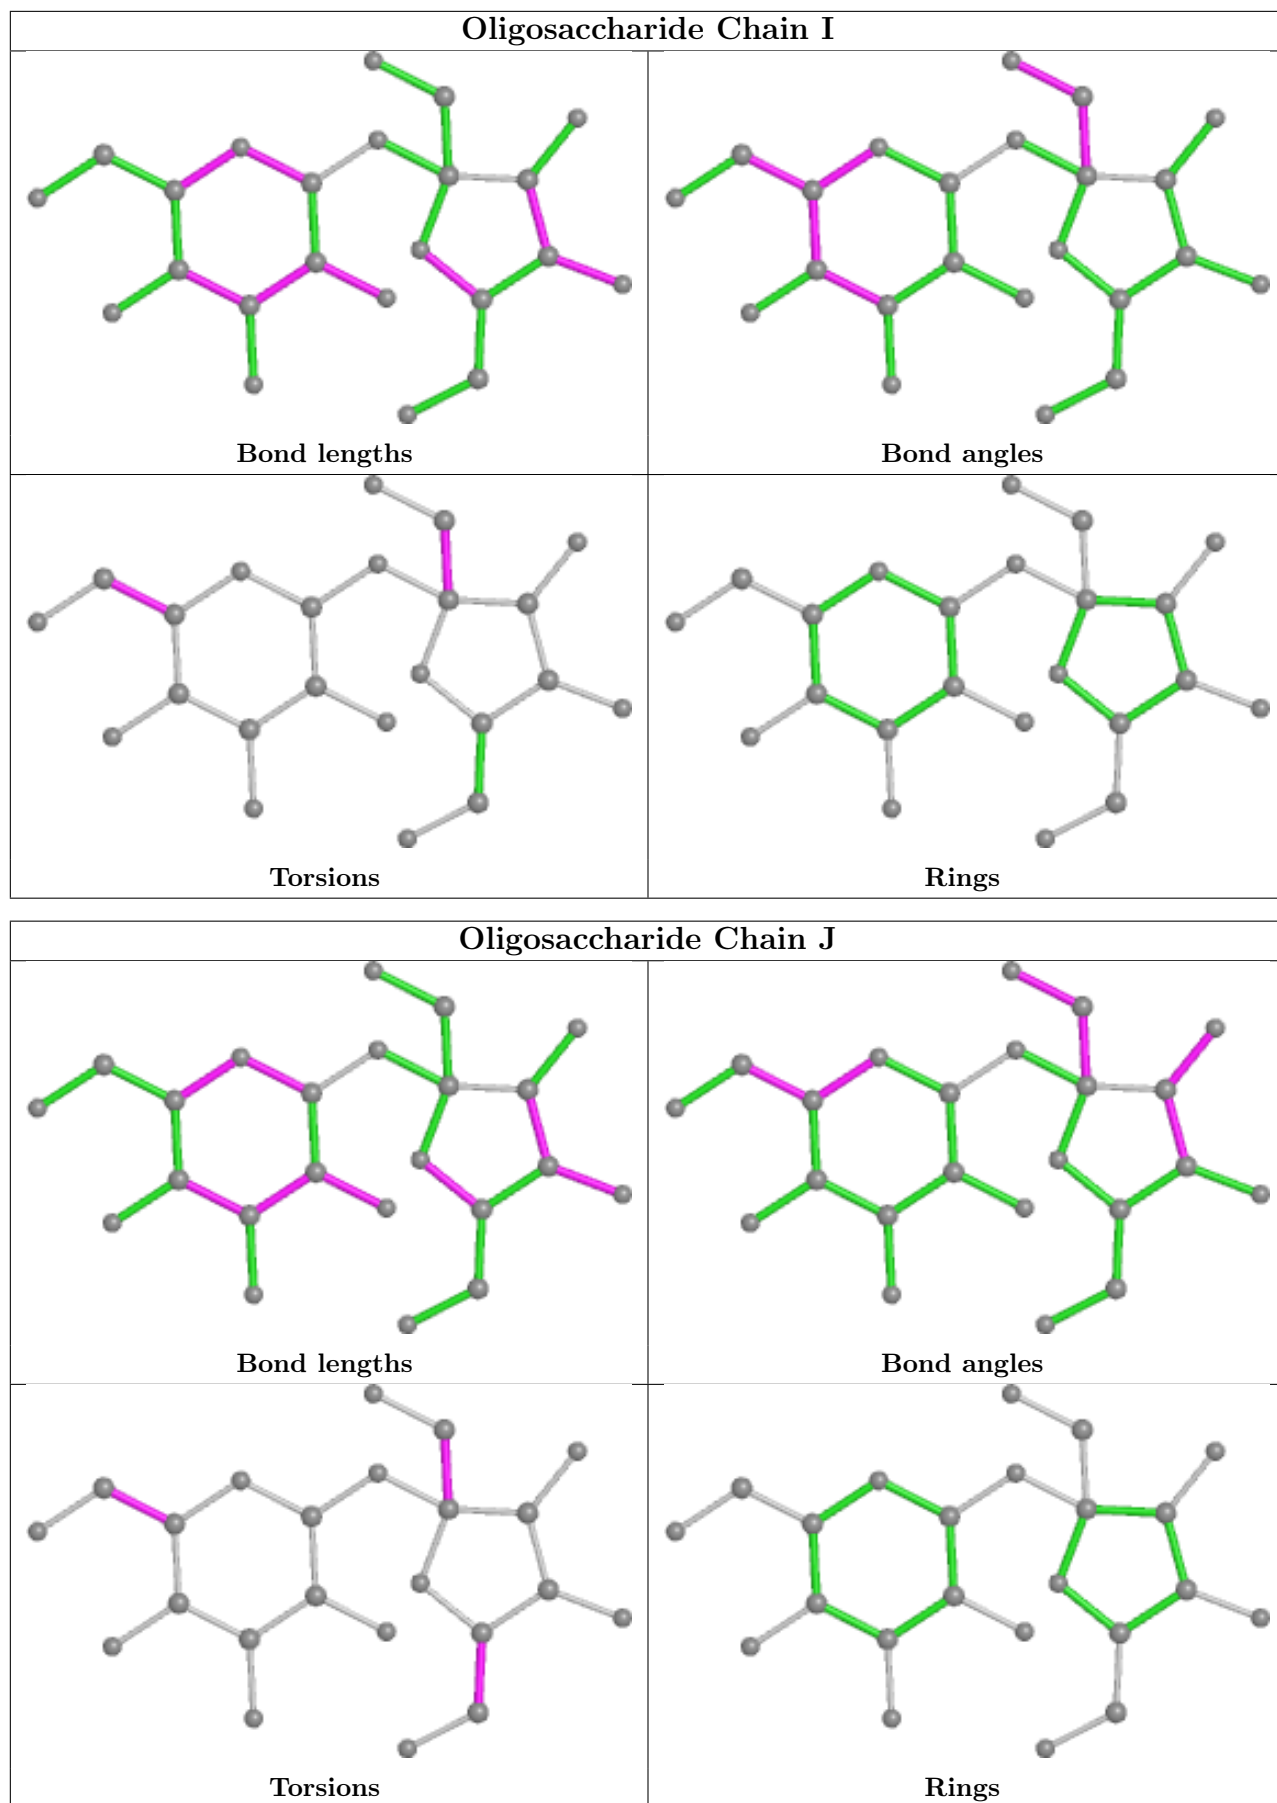 Oligosaccharide Chain I
Bond lengths
Bond angles
Torsions
Rings
Oligosaccharide Chain J
Bond lengths
Bond angles
Torsions
Rings